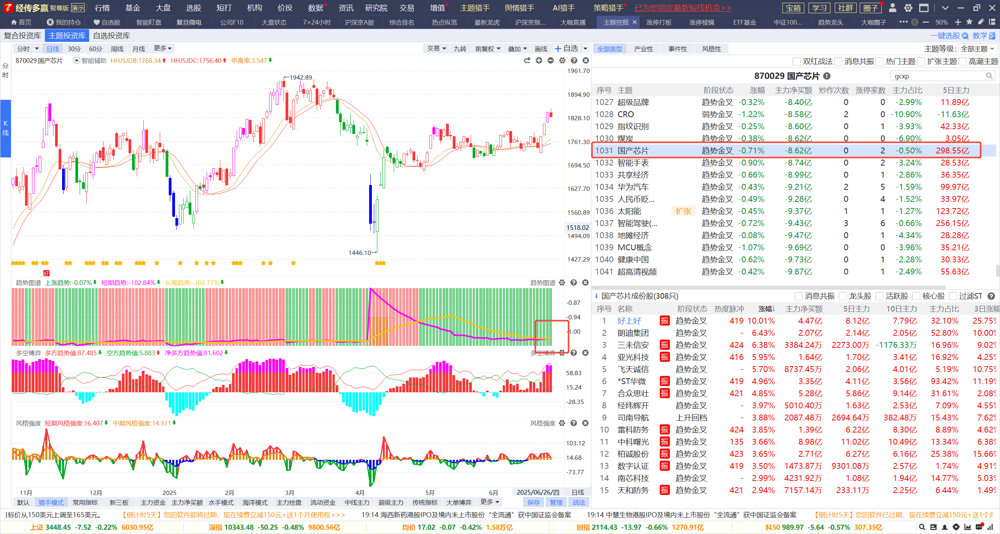 经传多赢 智尊版 演示 行情 基金 大盘 选股 短打 机构 价投 数据 资讯 研究院 交易 增值 主题猎手 舆情猎手 AI猎手 策略猎手 已为您锁定最新短线机会>> 宝箱 学习 社群 圈子
首页 我的持仓 自选股 智能盯盘 复旦微电 公司F10 大盘状态 7×24小时 沪深京A股 综合排名 热点纵览 最新龙虎 沪深京指... 大咖直播 主题挖掘 涨停打板 涨停棱镜 ETF基金 中证100... 趋势龙头 大咖圈子 90%
复合投资库 主题投资库 自选投资库 一键选股 教学
分时 日线 30分 60分 周线 月线 更多 交易 九转 前复权 叠加 画线 自选
870029 国产芯片 智能辅助 HHJSJDB:1768.34 HHJSJDC:1756.40 乖离率:3.547
分时
K线
1961.70
1942.89
1894.90
1828.10
1761.30
1694.50
1627.70
1560.89
1518.02
1494.09
1446.10
1427.29
好
趋势图谱 上涨趋势:-0.07% 短期趋势:-102.84% 长期趋势:-102.77% 趋势图谱
-0.87
-0.94
-1.00
多空博弈 多方趋势值:87.485 空方趋势值:5.883 净多方趋势值:81.602 多空博弈
58.83
15.24
-28.35
风格强度 短期风格强度:16.407 中期风格强度:14.311 风格强度
103.12
14.68
-73.77
11月 12月 2025 2月 3月 4月 5月 6月 2025/06/26/四 日线
默认 猎手模式 常用指标 新三板 主力资金 主力净买额 水手模式 海洋模式 主力控盘 流动资金 中线主力 超级主力 传统指标 大单博弈 更多 保存 管理 战法
全部类型 产业性 事件性 风格性 主题等级: 全部主题
双红战法 消息共振 热门主题 扩张主题 高潮主题
870029 国产芯片 gcxp
序号 主题 阶段状态 涨幅 主力净买额 炒作次数 涨停家数 主力占比 5日主力
1027 超级品牌 趋势金叉 -0.32% -8.40亿 0 0 -2.99% 11.89亿
1028 CRO 弱势金叉 -1.22% -8.58亿 2 0 -10.90% -11.63亿
1029 指纹识别 趋势金叉 -0.25% -8.60亿 0 1 -3.93% 42.33亿
1030 煤炭 趋势金叉 -0.38% -8.62亿 0 0 -6.90% 3.05亿
1031 国产芯片 趋势金叉 -0.71% -8.62亿 0 2 -0.50% 298.55亿
1032 智能手表 趋势金叉 -0.90% -8.74亿 0 2 -3.24% 28.53亿
1033 共享经济 趋势金叉 -0.66% -8.99亿 0 1 -2.86% 36.35亿
1034 华为汽车 趋势金叉 -0.43% -9.21亿 2 5 -1.59% 99.97亿
1035 人民币贬... 趋势金叉 -0.49% -9.28亿 0 4 -1.52% 33.97亿
1036 太阳能 扩张 趋势金叉 -0.45% -9.37亿 1 1 -1.27% 123.72亿
1037 智能驾驶(... 趋势金叉 -0.72% -9.43亿 3 6 -0.66% 256.15亿
1038 地摊经济 趋势金叉 -0.08% -9.47亿 0 1 -4.34% 28.28亿
1039 MCU概念 趋势金叉 -1.07% -9.69亿 0 0 -3.96% 35.21亿
1040 健康中国 趋势金叉 -0.62% -9.73亿 0 1 -2.28% 30.33亿
1041 超高清视频 趋势金叉 -0.42% -9.87亿 0 1 -2.49% 55.63亿
国产芯片成份股(308只) 消息共振 龙头股 活跃股 核心股 过滤ST
序号 名称 阶段状态 热度脉冲 涨幅↓ 主力净买额 5日主力 10日主力 主力占比 3日涨幅
1 好上好 振 趋势金叉 419 10.01% 4.47亿 8.12亿 7.79亿 32.10% 25.75%
2 朗迪集团 趋势金叉 - 6.43% 2.07亿 2.14亿 2.05亿 52.80% 10.00%
3 三未信安 振 趋势金叉 424 6.38% 3384.24万 2273.00万 -1176.33万 16.96% 9.02%
4 亚光科技 振 趋势金叉 416 5.95% 1.64亿 1.70亿 3.41亿 16.92% 4.25%
5 飞天诚信 趋势金叉 - 5.70% 8737.45万 2.06亿 4.01亿 5.19% 10.75%
6 *ST华微 振 趋势金叉 419 4.96% 3.35亿 4.11亿 3.56亿 93.42% 11.19%
7 合众思壮 振 趋势金叉 421 4.85% 5.28亿 5.86亿 9.14亿 31.61% 2.08%
8 经纬辉开 趋势金叉 - 3.97% 5010.40万 1.63亿 2.53亿 7.09% 4.55%
9 司南导航 上升回档 - 3.88% 2087.48万 2694.64万 382.48万 15.43% 7.62%
10 雷科防务 振 趋势金叉 424 3.85% 1.39亿 6.22亿 8.30亿 8.89% 4.62%
11 中科曙光 振 趋势金叉 135 3.66% 8.98亿 11.02亿 10.49亿 13.34% 6.38%
12 柏诚股份 振 趋势金叉 423 3.65% 2.71亿 6.27亿 6.16亿 25.38% 15.66%
13 数字认证 振 趋势金叉 419 3.50% 1473.87万 9301.08万 2.57亿 1.74% 4.91%
14 南芯科技 趋势金叉 - 2.99% 4231.92万 1.08亿 1.94亿 14.77% 5.03%
15 天和防务 振 趋势金叉 421 2.94% 7157.14万 233.11万 2.25亿 6.44% 1.49%
目标价从150美元上调至165美元。 【倒计时5天】您的软件即将过期，现在续费立减150元+送1个月使用权>>> 19:14 海西新药港股IPO及境内未上市股份“全流通”获中国证监会备案 19:14 中慧生物港股IPO及境内未上市股份“全流通”获中国证监会备案 【倒计时5天】您的软件已过期，现在续费立减150元+送1个月
上证 3448.45 -7.52 -0.22% 6030.95亿 深指 10343.48 -50.25 -0.48% 9800.56亿 均价 17.02 -0.07 -0.42% 1.58万亿 创指 2114.43 -13.97 -0.66% 1270.91亿 科50 989.97 -5.64 -0.57% 307.35亿